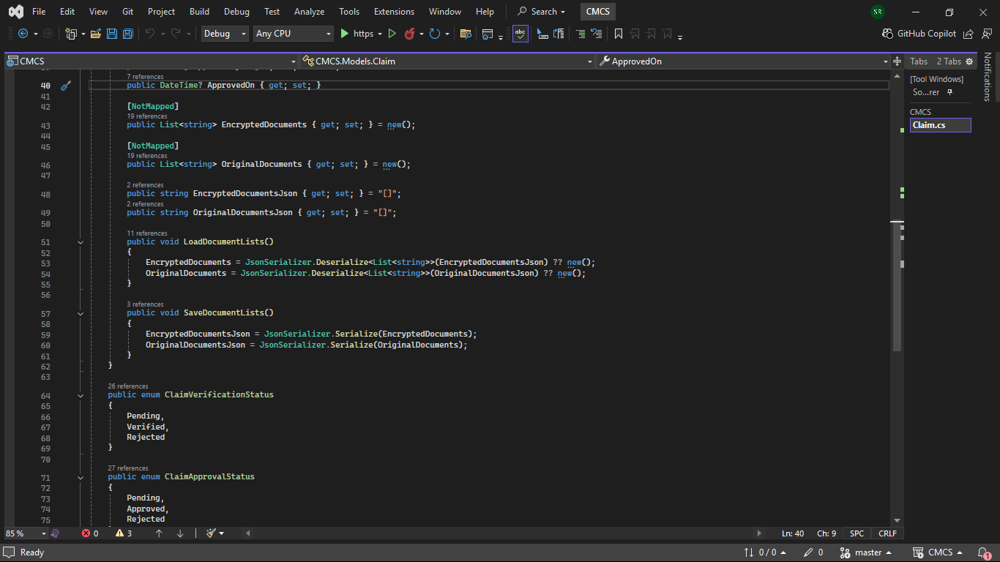 File Edit View Git Project Build Debug Test Analyze Tools Extensions Window Help Search CMCS SR
Debug Any CPU https abc GitHub Copilot
CMCS CMCS.Models.Claim ApprovedOn Tabs 2 Tabs
Notifications
[Tool Windows]
So...rer
CMCS
Claim.cs
7 references
40 public DateTime? ApprovedOn { get; set; }
41
42 [NotMapped]
19 references
43 public List<string> EncryptedDocuments { get; set; } = new();
44
45 [NotMapped]
19 references
46 public List<string> OriginalDocuments { get; set; } = new();
47
2 references
48 public string EncryptedDocumentsJson { get; set; } = "[]";
2 references
49 public string OriginalDocumentsJson { get; set; } = "[]";
50
11 references
51 public void LoadDocumentLists()
52 {
53 EncryptedDocuments = JsonSerializer.Deserialize<List<string>>(EncryptedDocumentsJson) ?? new();
54 OriginalDocuments = JsonSerializer.Deserialize<List<string>>(OriginalDocumentsJson) ?? new();
55 }
56
3 references
57 public void SaveDocumentLists()
58 {
59 EncryptedDocumentsJson = JsonSerializer.Serialize(EncryptedDocuments);
60 OriginalDocumentsJson = JsonSerializer.Serialize(OriginalDocuments);
61 }
62 }
63
26 references
64 public enum ClaimVerificationStatus
65 {
66 Pending,
67 Verified,
68 Rejected
69 }
70
27 references
71 public enum ClaimApprovalStatus
72 {
73 Pending,
74 Approved,
75 Rejected
85 % 0 3 Ln: 40 Ch: 9 SPC CRLF
Ready 0 / 0 0 master CMCS 1